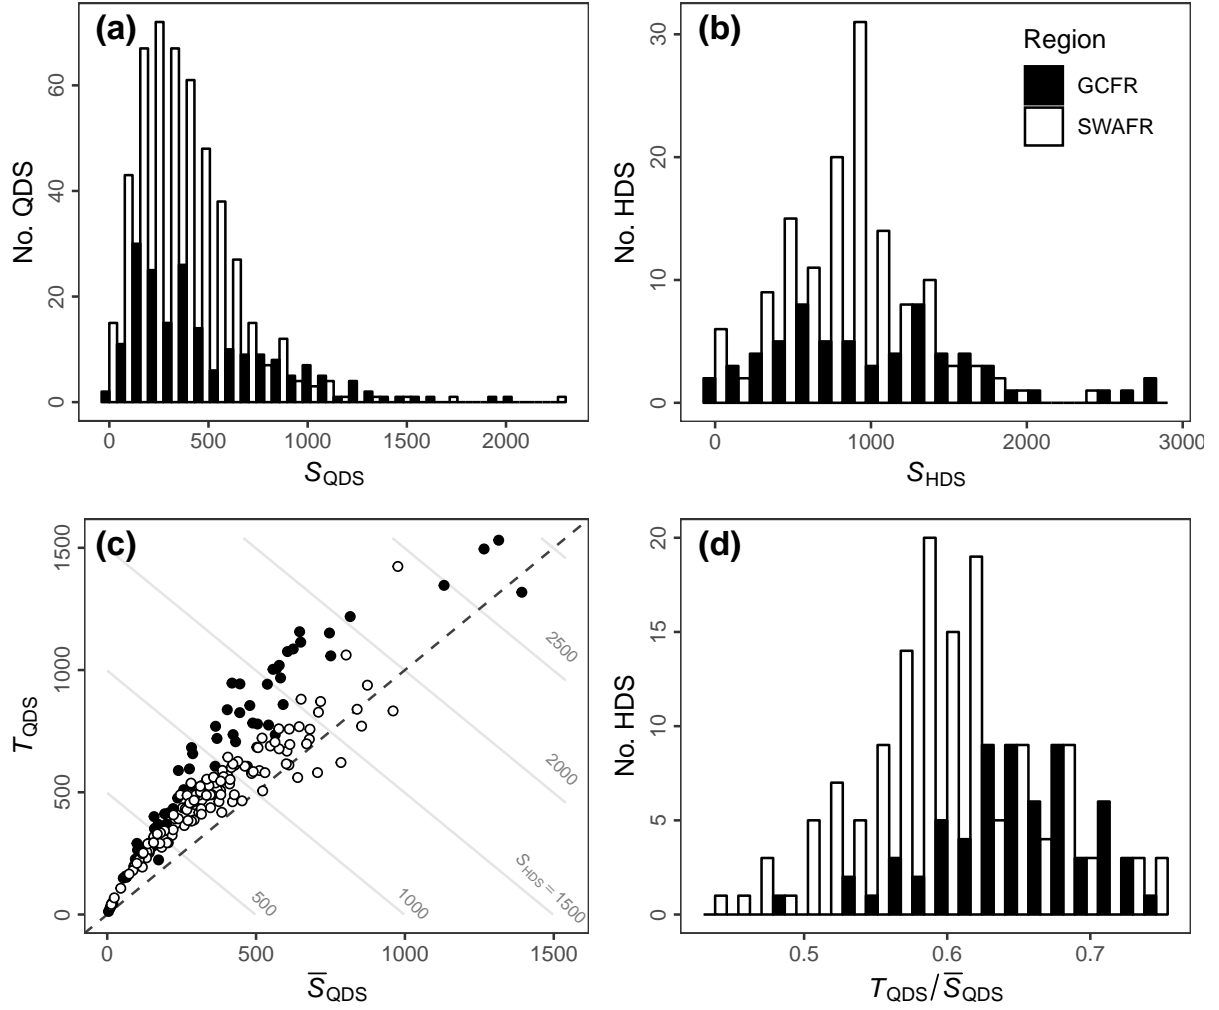 (a)
No. QDS
60
40
20
0
0 500 1000 1500 2000
S_QDS
(b)
Region
GCFR
SWAFR
No. HDS
30
20
10
0
0 1000 2000 3000
S_HDS
(c)
T_QDS
1500
1000
500
0
2500
2000
S_HDS = 1500
1000
500
0 500 1000 1500
S̅_QDS
(d)
No. HDS
20
15
10
5
0
0.5 0.6 0.7
T_QDS / S̅_QDS